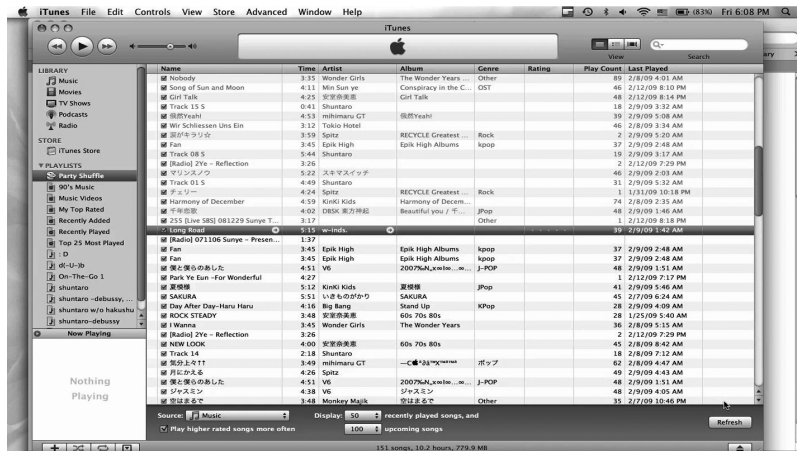 iTunes File Edit Controls View Store Advanced Window Help (83%) Fri 6:08 PM
iTunes
View Search
LIBRARY
Music
Movies
TV Shows
Podcasts
Radio
STORE
iTunes Store
PLAYLISTS
Party Shuffle
90's Music
Music Videos
My Top Rated
Recently Added
Recently Played
Top 25 Most Played
: D
d(-U-)b
On-The-Go 1
shuntaro
shuntaro -debussy, ...
shuntaro w/o hakushu
shuntaro-debussy
Now Playing
Nothing
Playing
Name Time Artist Album Genre Rating Play Count Last Played
Nobody 3:35 Wonder Girls The Wonder Years ... Other 89 2/8/09 4:01 AM
Song of Sun and Moon 4:11 Min Sun ye Conspiracy in the C... OST 46 2/12/09 8:10 PM
Girl Talk 4:25 安室奈美恵 Girl Talk 48 2/12/09 8:14 PM
Track 15 S 0:41 Shuntaro 18 2/9/09 3:32 AM
俄然Yeah! 4:53 mihimaru GT 俄然Yeah! 39 2/9/09 5:08 AM
Wir Schliessen Uns Ein 3:12 Tokio Hotel 46 2/8/09 3:34 AM
涙がキラリ☆ 3:59 Spitz RECYCLE Greatest ... Rock 2 2/9/09 5:20 AM
Fan 3:45 Epik High Epik High Albums kpop 37 2/9/09 2:48 AM
Track 08 S 5:44 Shuntaro 19 2/9/09 3:17 AM
[Radio] 2Ye - Reflection 3:26 2 2/12/09 7:29 PM
マリンスノウ 5:22 スキマスイッチ 46 2/9/09 2:03 AM
Track 01 S 4:49 Shuntaro 31 2/9/09 5:32 AM
チェリー 4:24 Spitz RECYCLE Greatest ... Rock 1 1/31/09 10:18 PM
Harmony of December 4:59 KinKi Kids Harmony of Decem... 74 2/8/09 2:35 AM
千年恋歌 4:02 DBSK 東方神起 Beautiful you / 千... JPop 48 2/9/09 1:46 AM
255 [Live SBS] 081229 Sunye T... 3:17 Other 1 2/12/09 8:18 PM
Long Road 5:15 w-inds. 39 2/9/09 1:42 AM
[Radio] 071106 Sunye - Presen... 1:37
Fan 3:45 Epik High Epik High Albums kpop 37 2/9/09 2:48 AM
Fan 3:45 Epik High Epik High Albums kpop 37 2/9/09 2:48 AM
僕と僕らのあした 4:51 V6 J-POP 48 2/9/09 1:51 AM
Park Ye Eun -For Wonderful 4:27 1 2/12/09 7:17 PM
夏模様 5:12 KinKi Kids 夏模様 JPop 41 2/9/09 5:46 AM
SAKURA 5:51 いきものがかり SAKURA 45 2/7/09 6:24 AM
Day After Day-Haru Haru 4:16 Big Bang Stand Up KPop 28 2/9/09 4:09 AM
ROCK STEADY 3:48 安室奈美恵 60s 70s 80s 28 1/25/09 5:40 AM
I Wanna 3:45 Wonder Girls The Wonder Years 36 2/8/09 5:15 AM
[Radio] 2Ye - Reflection 3:26 2 2/12/09 7:29 PM
NEW LOOK 4:00 安室奈美恵 60s 70s 80s 45 2/8/09 8:42 AM
Track 14 2:18 Shuntaro 18 2/8/09 7:12 AM
気分上々↑↑ 3:49 mihimaru GT ポップ 62 2/8/09 4:47 AM
月にかえる 4:26 Spitz 49 2/9/09 4:43 AM
僕と僕らのあした 4:51 V6 J-POP 48 2/9/09 1:51 AM
ジャスミン 4:38 V6 ジャスミン 48 2/9/09 4:05 AM
空はまるで 3:48 Monkey Majik 空はまるで Other 35 2/7/09 10:46 PM
Source: Music Display: 50 recently played songs, and
Play higher rated songs more often 100 upcoming songs
Refresh
151 songs, 10.2 hours, 779.9 MB